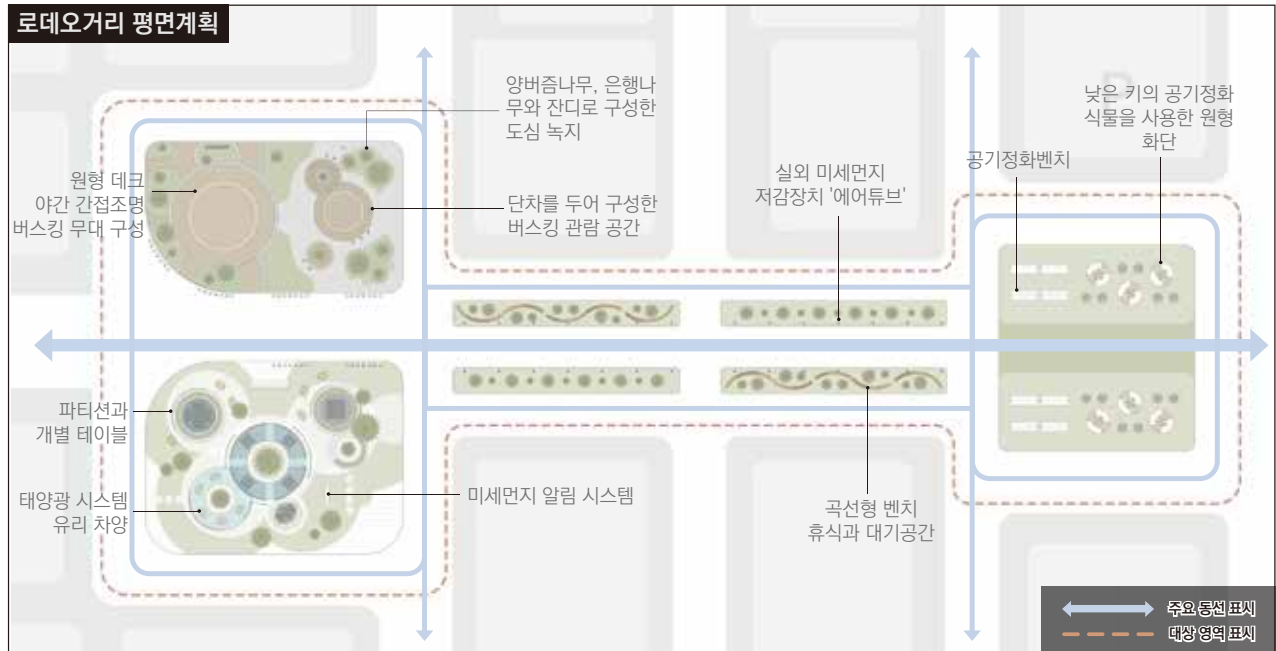 로데오거리 평면계획
양버즘나무, 은행나
무와 잔디로 구성한
도심 녹지
낮은 키의 공기정화
식물을 사용한 원형
화단
공기정화벤치
실외 미세먼지
저감장치 '에어튜브'
원형 데크
야간 간접조명
버스킹 무대 구성
단차를 두어 구성한
버스킹 관람 공간
파티션과
개별 테이블
태양광 시스템
유리 차양
미세먼지 알림 시스템
곡선형 벤치
휴식과 대기공간
P
주요 동선 표시
대상 영역 표시